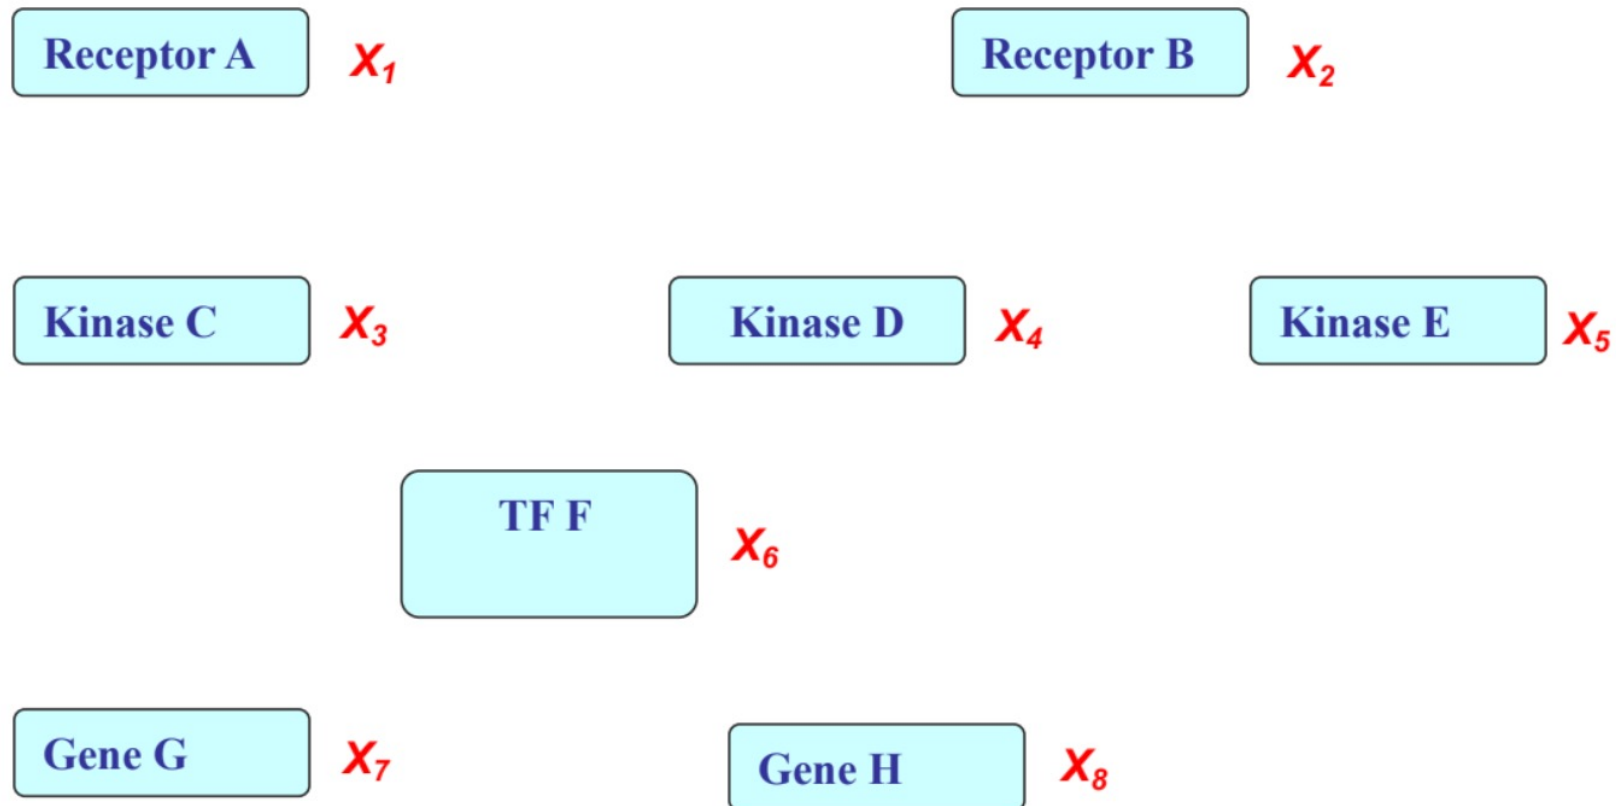 Receptor A X1
Receptor B X2
Kinase C X3
Kinase D X4
Kinase E X5
TF F
X6
Gene G X7
Gene H X8